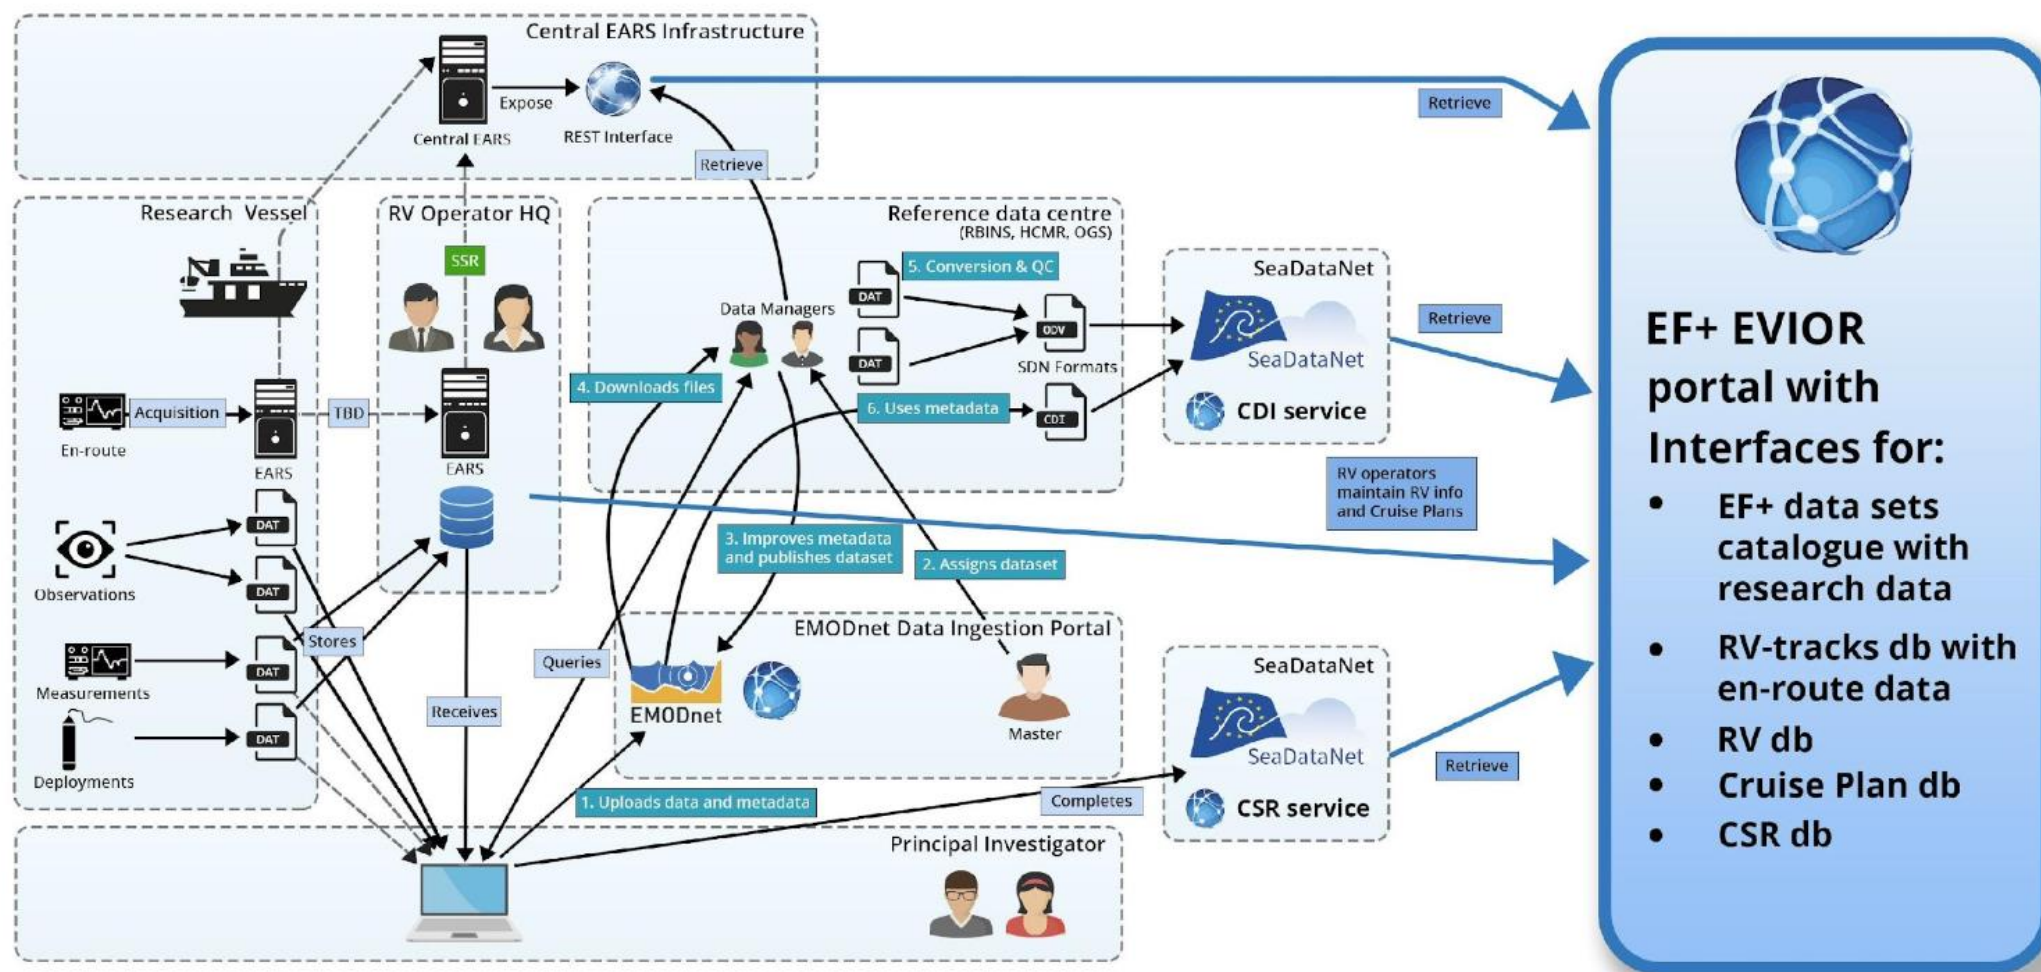 Central EARS Infrastructure
Expose
Central EARS
REST Interface
Retrieve
Retrieve
Research Vessel
RV Operator HQ
SSR
En-route
Acquisition
EARS
TBD
EARS
Observations
DAT
DAT
Measurements
DAT
Deployments
DAT
Stores
Receives
Reference data centre
(RBINS, HCMR, OGS)
Data Managers
5. Conversion & QC
DAT
DAT
ODV
SDN Formats
4. Downloads files
6. Uses metadata
CDI
3. Improves metadata
and publishes dataset
2. Assigns dataset
Queries
EMODnet Data Ingestion Portal
EMODnet
Master
1. Uploads data and metadata
Completes
Principal Investigator
SeaDataNet
SeaDataNet
CDI service
Retrieve
RV operators
maintain RV info
and Cruise Plans
SeaDataNet
SeaDataNet
CSR service
Retrieve
EF+ EVIOR
portal with
Interfaces for:
• EF+ data sets
catalogue with
research data
• RV-tracks db with
en-route data
• RV db
• Cruise Plan db
• CSR db